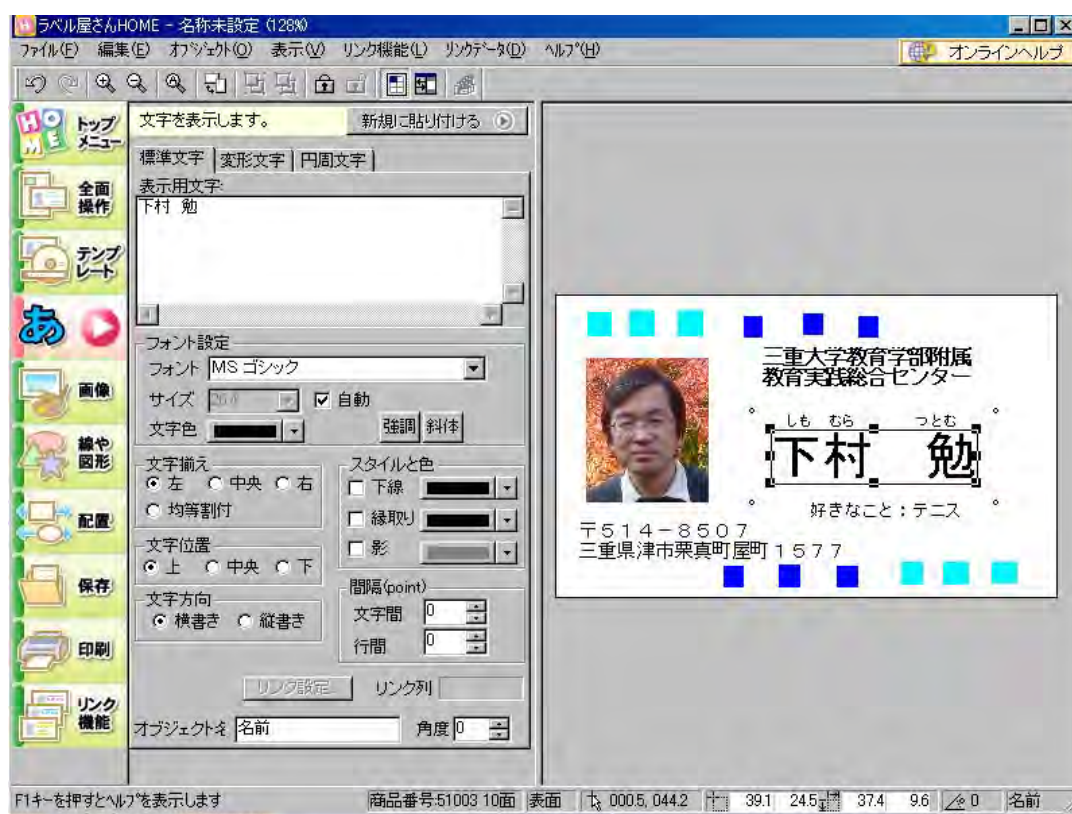 ラベル屋さんHOME - 名称未設定 (128%)
ファイル(F) 編集(E) オブジェクト(O) 表示(V) リンク機能(L) リンクデータ(D) ヘルプ(H)
オンラインヘルプ
HOME トップメニュー
文字を表示します。 新規に貼り付ける
標準文字 変形文字 円周文字
全面操作
表示用文字:
下村 勉
テンプレート
あ
フォント設定
フォント MS ゴシック
サイズ 自動
文字色 強調 斜体
画像
線や図形
文字揃え
左 中央 右
均等割付
スタイルと色
下線
縁取り
影
配置
文字位置
上 中央 下
保存
文字方向
横書き 縦書き
間隔(point)
文字間 0
行間 0
印刷
リンク設定 リンク列
リンク機能
オブジェクト名 名前 角度 0
三重大学教育学部附属
教育実践総合センター
しも むら つとむ
下村 勉
好きなこと：テニス
〒514-8507
三重県津市栗真町屋町1577
F1キーを押すとヘルプを表示します 商品番号:51003 10面 表面 000.5, 044.2 39.1 24.5 37.4 9.6 0 名前